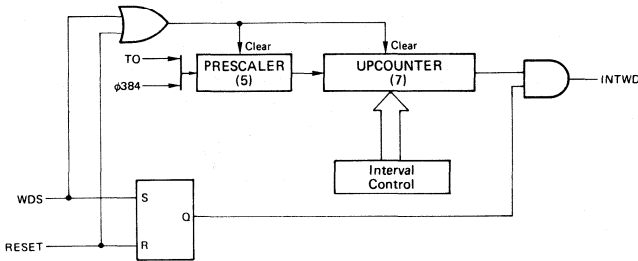 Clear
Clear
TO
PRESCALER
(5)
UPCOUNTER
(7)
INTWD
φ384
Interval
Control
WDS
S
Q
RESET
R